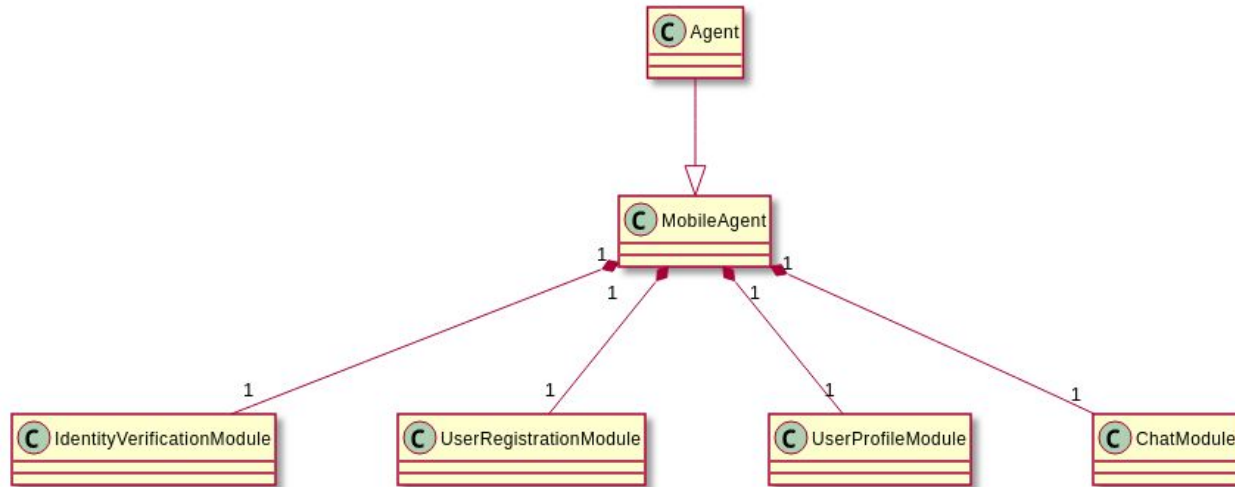 C Agent
C MobileAgent
1
1
1
1
1
1
1
1
C IdentityVerificationModule
C UserRegistrationModule
C UserProfileModule
C ChatModule